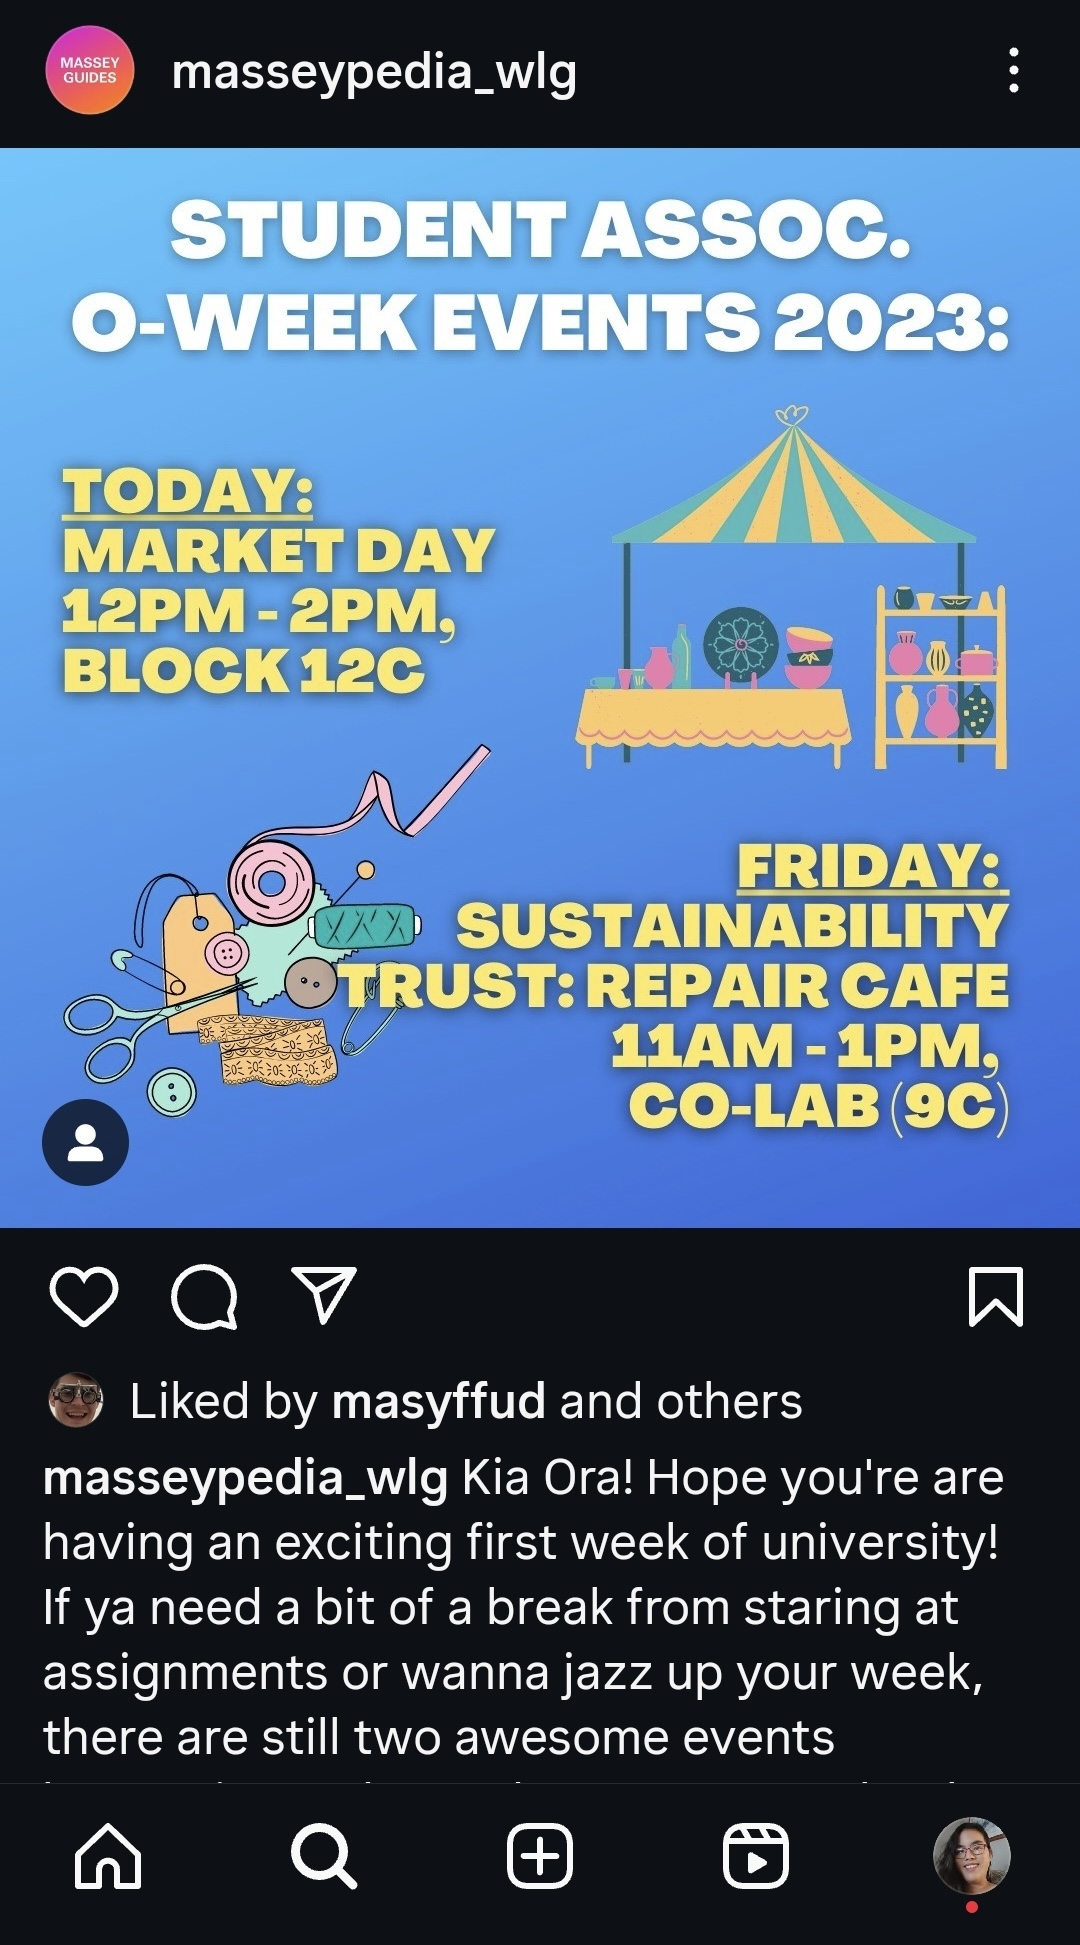 MASSEY
GUIDES
masseypedia_wlg
STUDENT ASSOC.
O-WEEK EVENTS 2023:
TODAY:
MARKET DAY
12PM - 2PM,
BLOCK 12C
FRIDAY:
SUSTAINABILITY
TRUST: REPAIR CAFE
11AM - 1PM,
CO-LAB (9C)
Liked by masyffud and others
masseypedia_wlg Kia Ora! Hope you're are
having an exciting first week of university!
If ya need a bit of a break from staring at
assignments or wanna jazz up your week,
there are still two awesome events